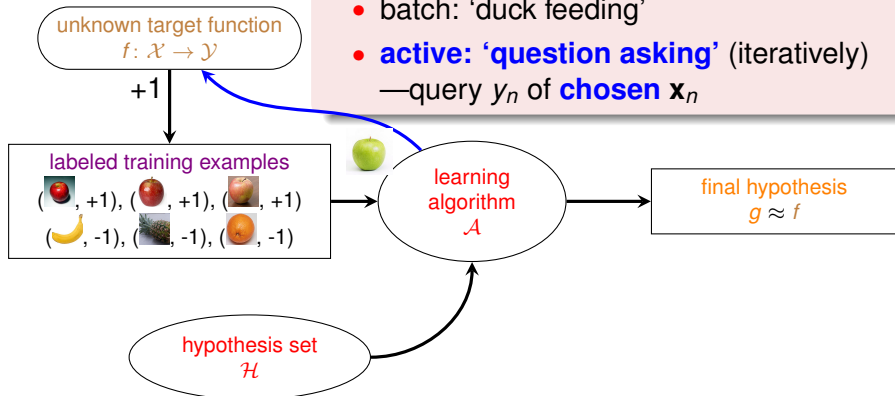 • batch: ‘duck feeding’
• active: ‘question asking’ (iteratively)
—query yₙ of chosen xₙ
unknown target function
f : 𝒳 → 𝒴
+1
labeled training examples
( , +1), ( , +1), ( , +1)
( , -1), ( , -1), ( , -1)
learning
algorithm
𝒜
final hypothesis
g ≈ f
hypothesis set
ℋ